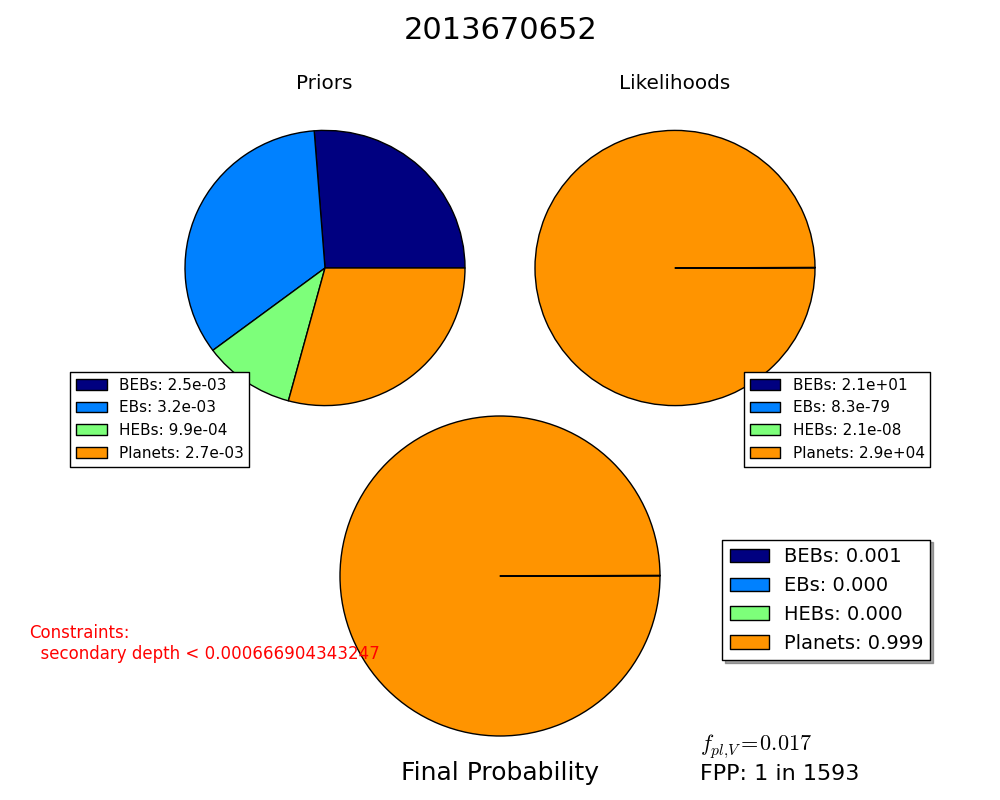 2013670652
Priors
Likelihoods
BEBs: 2.5e-03
EBs: 3.2e-03
HEBs: 9.9e-04
Planets: 2.7e-03
BEBs: 2.1e+01
EBs: 8.3e-79
HEBs: 2.1e-08
Planets: 2.9e+04
BEBs: 0.001
EBs: 0.000
HEBs: 0.000
Planets: 0.999
Constraints:
secondary depth < 0.000666904343247
f_{pl,V} = 0.017
Final Probability
FPP: 1 in 1593